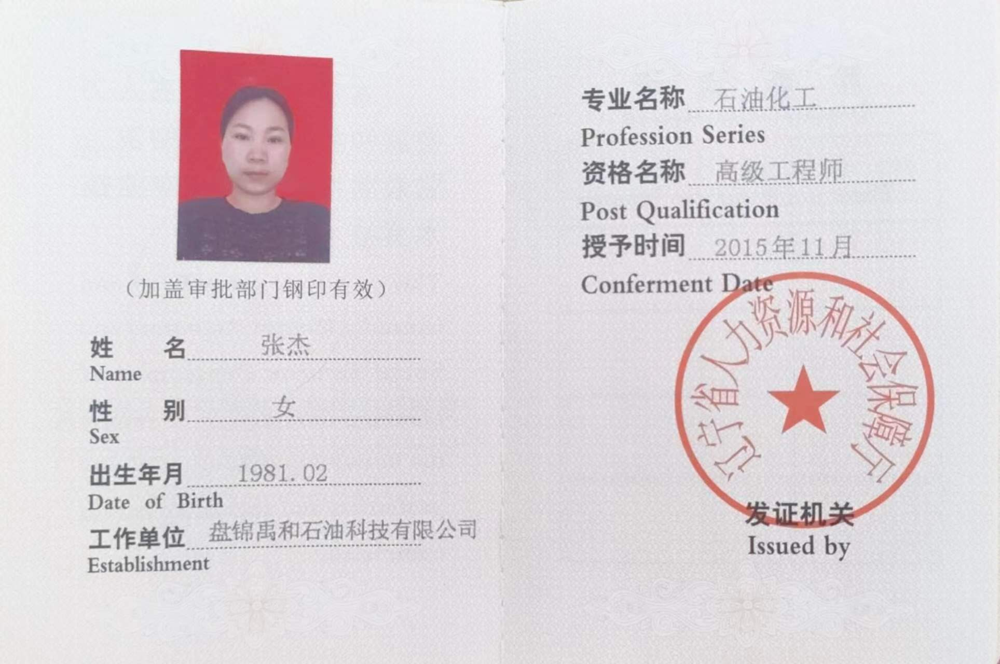 （加盖审批部门钢印有效）
姓 名 张杰
Name
性 别 女
Sex
出生年月 1981.02
Date of Birth
工作单位 盘锦禹和石油科技有限公司
Establishment
专业名称 石油化工
Profession Series
资格名称 高级工程师
Post Qualification
授予时间 2015年11月
Conferment Date
辽宁省人力资源和社会保障厅
发证机关
Issued by